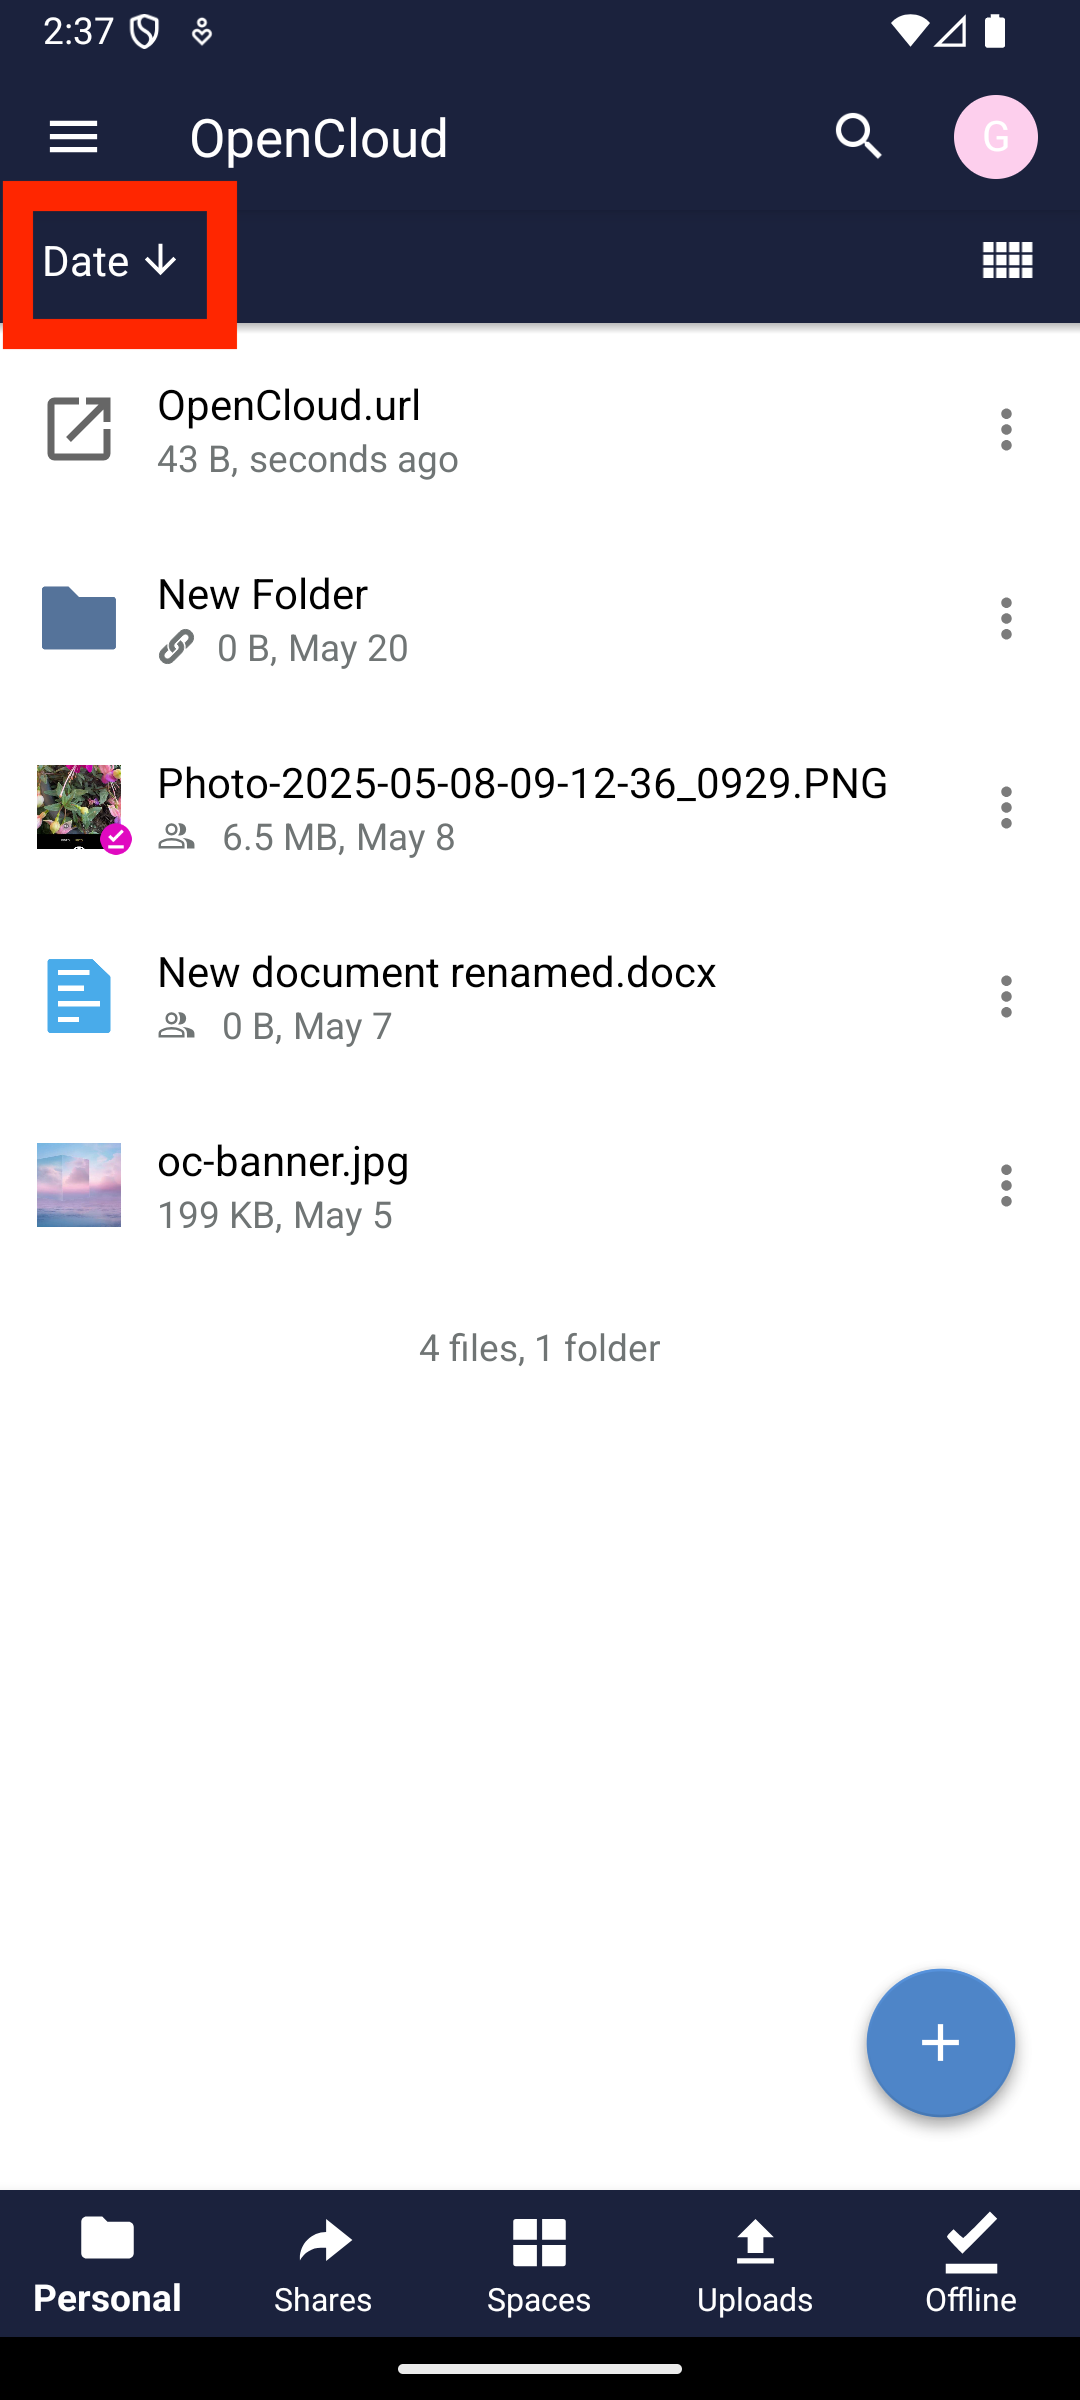 2:37
OpenCloud
G
Date
OpenCloud.url
43 B, seconds ago
New Folder
0 B, May 20
Photo-2025-05-08-09-12-36_0929.PNG
6.5 MB, May 8
New document renamed.docx
0 B, May 7
oc-banner.jpg
199 KB, May 5
4 files, 1 folder
Personal
Shares
Spaces
Uploads
Offline